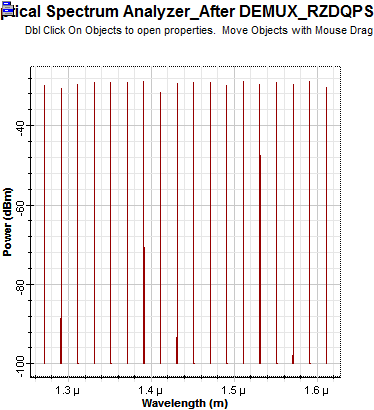 tical Spectrum Analyzer_After DEMUX_RZDQPS
Dbl Click On Objects to open properties. Move Objects with Mouse Drag
Power (dBm)
-40
-60
-80
-100
1.3 µ
1.4 µ
1.5 µ
1.6 µ
Wavelength (m)